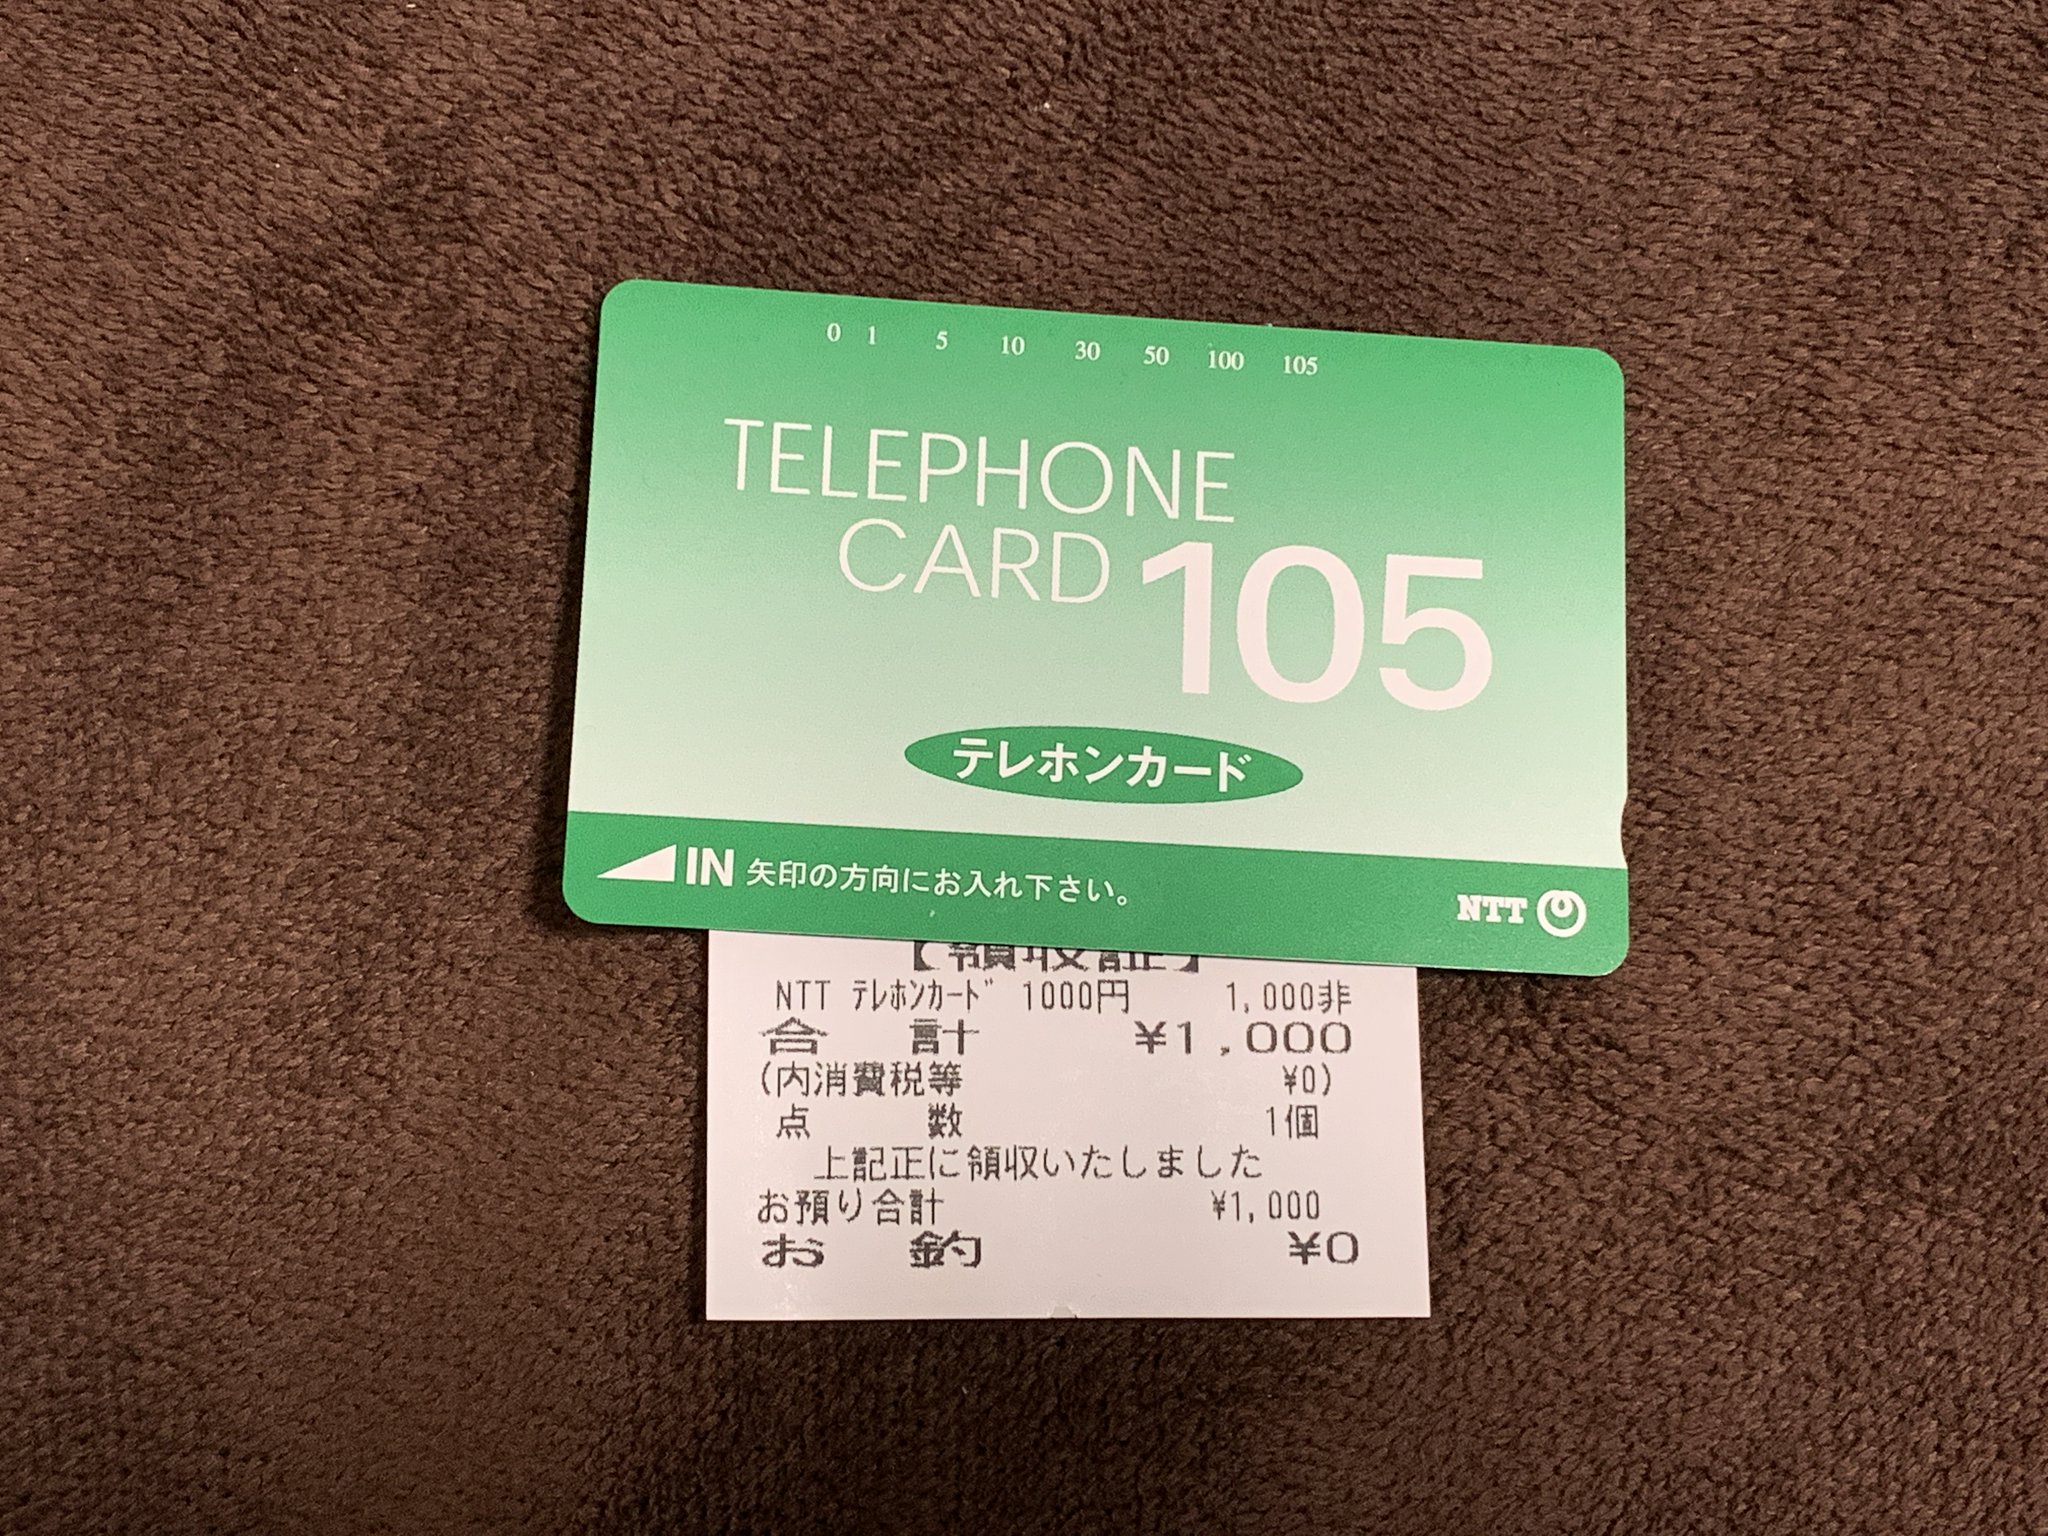 0 1 5 10 30 50 100 105
TELEPHONE
CARD 105
テレホンカード
IN 矢印の方向にお入れ下さい。
NTT
【領収証】
NTT ﾃﾚﾎﾝｶｰﾄﾞ 1000円 1,000非
合 計 ¥1,000
(内消費税等 ¥0)
点 数 1個
上記正に領収いたしました
お預り合計 ¥1,000
お 釣 ¥0